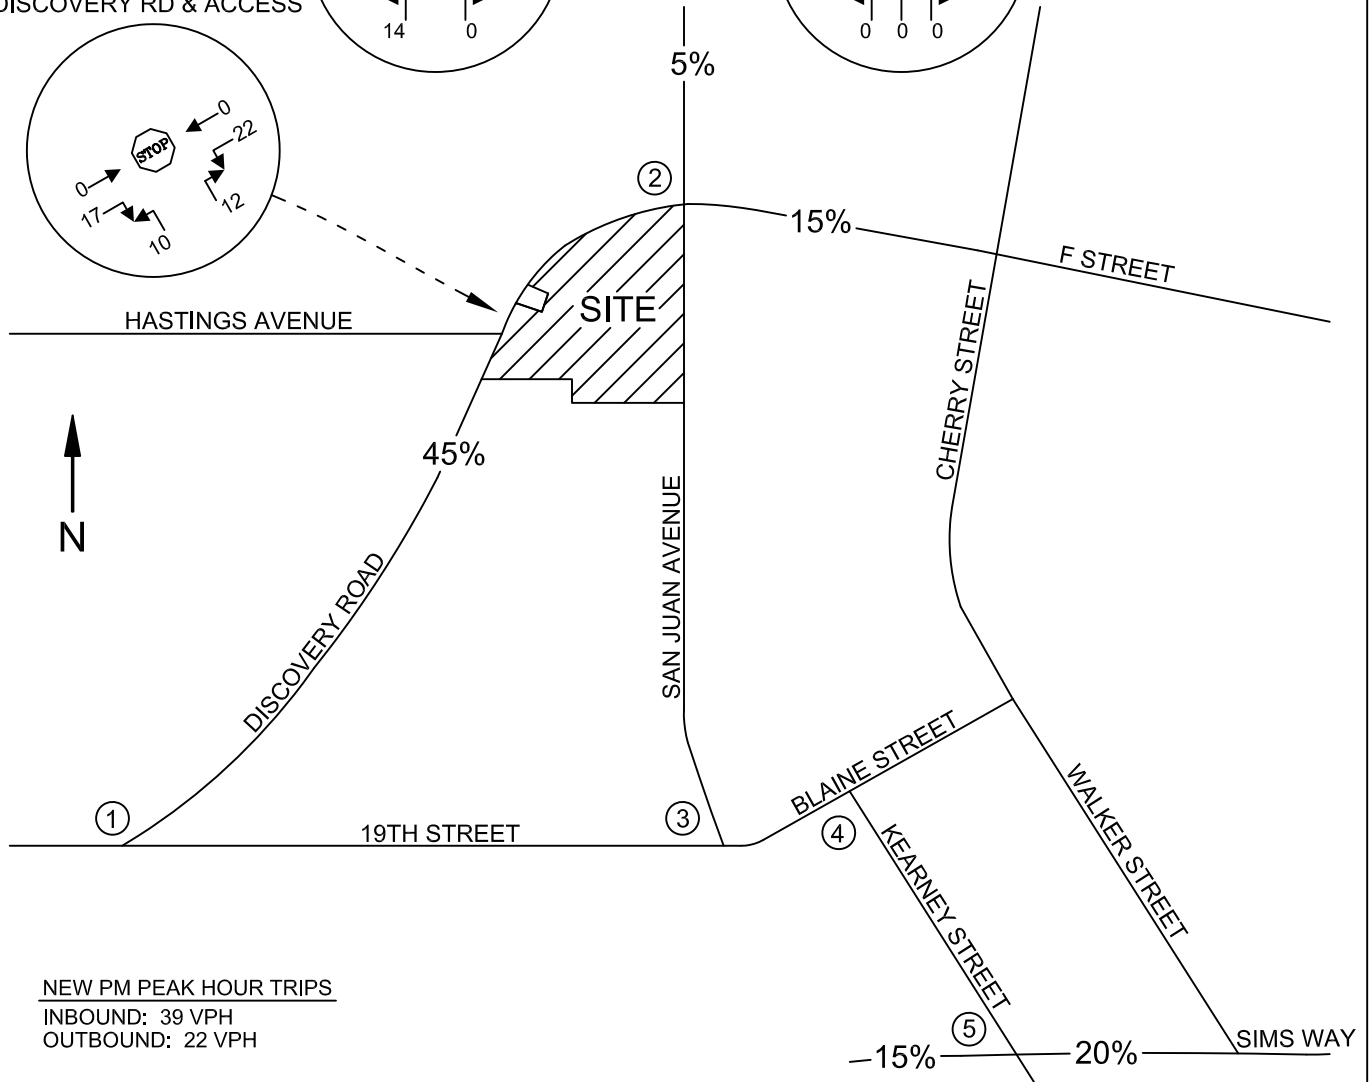 DISCOVERY RD & ACCESS
14 0
0 0 0
5%
0
22
STOP
0
17
12
10
2
15%
F STREET
SITE
HASTINGS AVENUE
CHERRY STREET
45%
N
SAN JUAN AVENUE
DISCOVERY ROAD
BLAINE STREET
WALKER STREET
1
19TH STREET
3
4
KEARNEY STREET
NEW PM PEAK HOUR TRIPS
INBOUND: 39 VPH
OUTBOUND: 22 VPH
5
15%
20%
SIMS WAY